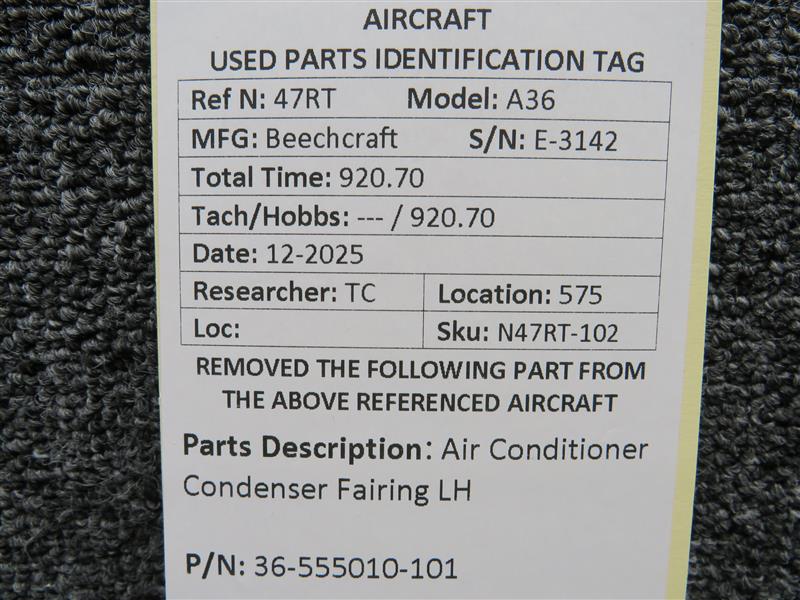 AIRCRAFT
USED PARTS IDENTIFICATION TAG
Ref N: 47RT Model: A36
MFG: Beechcraft S/N: E-3142
Total Time: 920.70
Tach/Hobbs: --- / 920.70
Date: 12-2025
Researcher: TC Location: 575
Loc: Sku: N47RT-102
REMOVED THE FOLLOWING PART FROM
THE ABOVE REFERENCED AIRCRAFT
Parts Description: Air Conditioner
Condenser Fairing LH
P/N: 36-555010-101